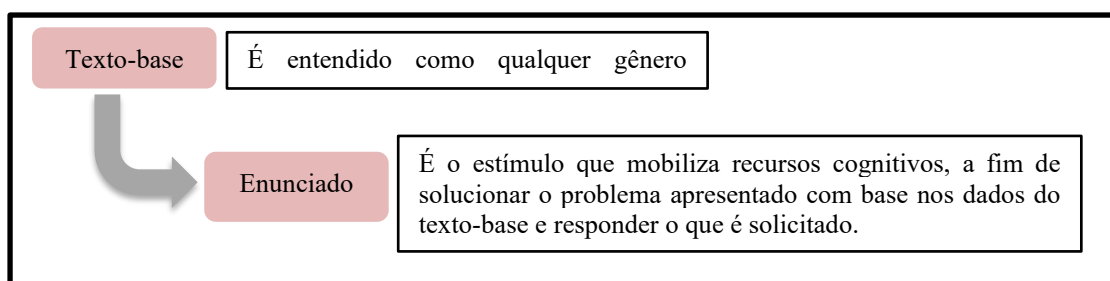 Texto-base
É entendido como qualquer gênero
Enunciado
É o estímulo que mobiliza recursos cognitivos, a fim de
solucionar o problema apresentado com base nos dados do
texto-base e responder o que é solicitado.